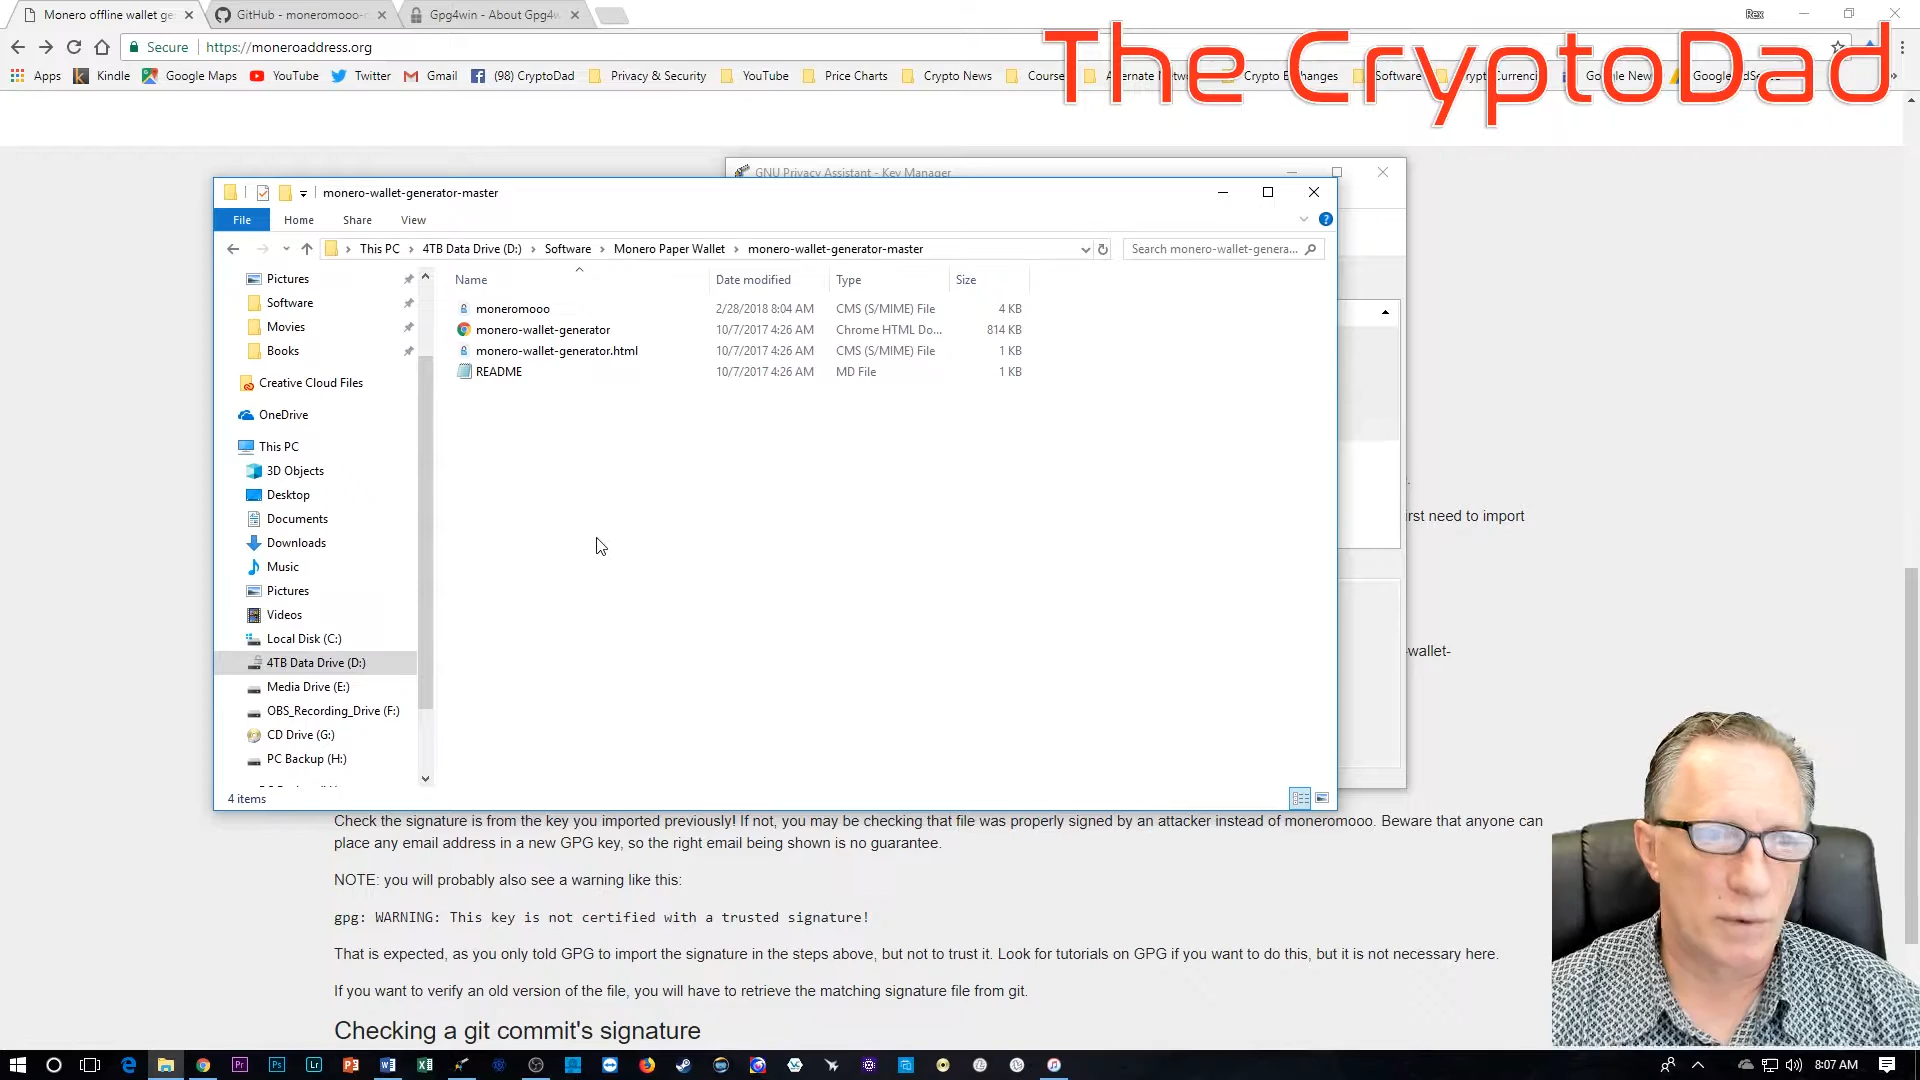 Monero offline wallet ge
GitHub - moneromooo-
Gpg4win - About Gpg4
Rex
Secure
https://moneroaddress.org
Apps
Kindle
Google Maps
YouTube
Twitter
Gmail
(98) CryptoDad
Privacy & Security
YouTube
Price Charts
Crypto News
Course
Crypto Exchanges
Software
Google New
The CryptoDad
GNU Privacy Assistant - Key Manager
monero-wallet-generator-master
File
Home
Share
View
This PC
4TB Data Drive (D:)
Software
Monero Paper Wallet
monero-wallet-generator-master
Search monero-wallet-genera...
Name
Date modified
Type
Size
moneromooo
2/28/2018 8:04 AM
CMS (S/MIME) File
4 KB
monero-wallet-generator
10/7/2017 4:26 AM
Chrome HTML Do...
814 KB
monero-wallet-generator.html
10/7/2017 4:26 AM
CMS (S/MIME) File
1 KB
README
10/7/2017 4:26 AM
MD File
1 KB
Pictures
Software
Movies
Books
Creative Cloud Files
OneDrive
This PC
3D Objects
Desktop
Documents
Downloads
Music
Pictures
Videos
Local Disk (C:)
4TB Data Drive (D:)
Media Drive (E:)
OBS_Recording_Drive (F:)
CD Drive (G:)
PC Backup (H:)
4 items
irst need to import
-wallet-
Check the signature is from the key you imported previously! If not, you may be checking that file was properly signed by an attacker instead of moneromooo. Beware that anyone can
place any email address in a new GPG key, so the right email being shown is no guarantee.
NOTE: you will probably also see a warning like this:
gpg: WARNING: This key is not certified with a trusted signature!
That is expected, as you only told GPG to import the signature in the steps above, but not to trust it. Look for tutorials on GPG if you want to do this, but it is not necessary here.
If you want to verify an old version of the file, you will have to retrieve the matching signature file from git.
Checking a git commit's signature
8:07 AM